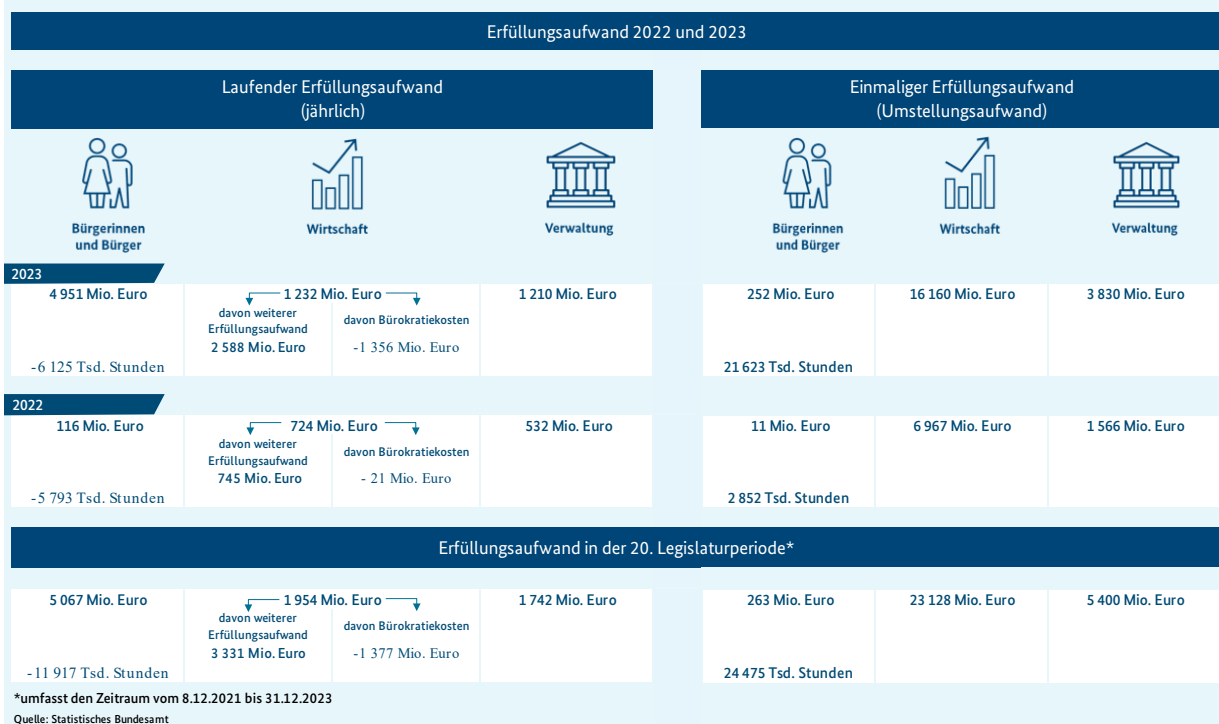 Erfüllungsaufwand 2022 und 2023
Laufender Erfüllungsaufwand
(jährlich)
Einmaliger Erfüllungsaufwand
(Umstellungsaufwand)
Bürgerinnen
und Bürger
Wirtschaft
Verwaltung
Bürgerinnen
und Bürger
Wirtschaft
Verwaltung
2023
4 951 Mio. Euro
-6 125 Tsd. Stunden
1 232 Mio. Euro
davon weiterer
Erfüllungsaufwand
2 588 Mio. Euro
davon Bürokratiekosten
-1 356 Mio. Euro
1 210 Mio. Euro
252 Mio. Euro
21 623 Tsd. Stunden
16 160 Mio. Euro
3 830 Mio. Euro
2022
116 Mio. Euro
-5 793 Tsd. Stunden
724 Mio. Euro
davon weiterer
Erfüllungsaufwand
745 Mio. Euro
davon Bürokratiekosten
- 21 Mio. Euro
532 Mio. Euro
11 Mio. Euro
2 852 Tsd. Stunden
6 967 Mio. Euro
1 566 Mio. Euro
Erfüllungsaufwand in der 20. Legislaturperiode*
5 067 Mio. Euro
-11 917 Tsd. Stunden
1 954 Mio. Euro
davon weiterer
Erfüllungsaufwand
3 331 Mio. Euro
davon Bürokratiekosten
-1 377 Mio. Euro
1 742 Mio. Euro
263 Mio. Euro
24 475 Tsd. Stunden
23 128 Mio. Euro
5 400 Mio. Euro
*umfasst den Zeitraum vom 8.12.2021 bis 31.12.2023
Quelle: Statistisches Bundesamt